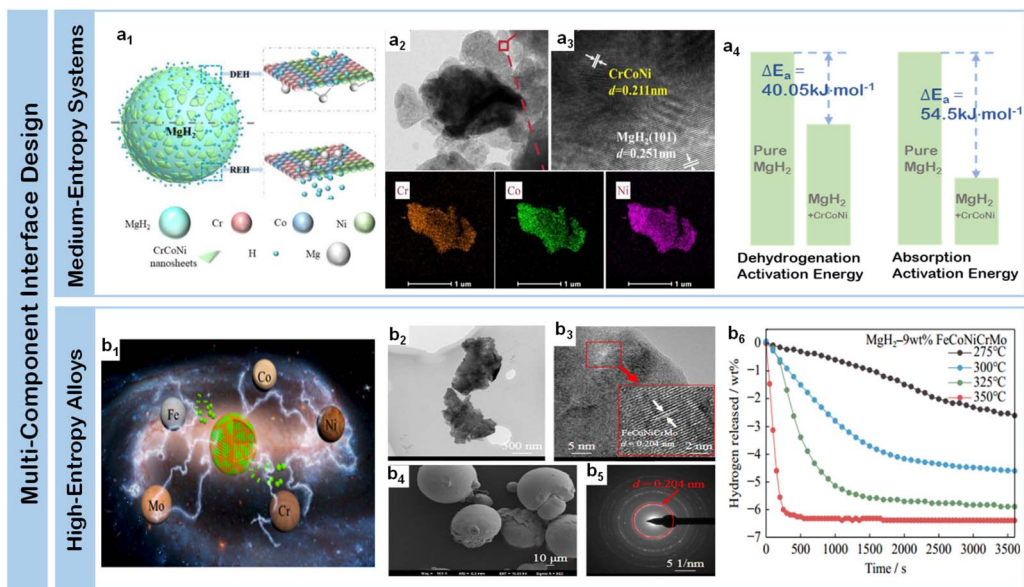 Multi-Component Interface Design
Medium-Entropy Systems
a1
DEH
MgH2
REH
MgH2
Cr
Co
Ni
CrCoNi
nanosheets
H
Mg
a2
a3
CrCoNi
d=0.211nm
MgH2(101)
d=0.251nm
Cr
Co
Ni
1 um
1 um
1 um
a4
ΔEa =
40.05kJ·mol-1
Pure
MgH2
MgH2
+CrCoNi
Dehydrogenation
Activation Energy
ΔEa =
54.5kJ·mol-1
Pure
MgH2
MgH2
+CrCoNi
Absorption
Activation Energy
High-Entropy Alloys
b1
Co
Fe
Ni
Mo
Cr
b2
500 nm
b3
FeCoNiCrMo
d = 0.204 nm
5 nm
2 nm
b4
10 μm
b5
d = 0.204 nm
5 1/nm
b6
MgH2-9wt% FeCoNiCrMo
275℃
300℃
325℃
350℃
Hydrogen released / wt%
0
-1
-2
-3
-4
-5
-6
-7
0 500 1000 1500 2000 2500 3000 3500
Time / s